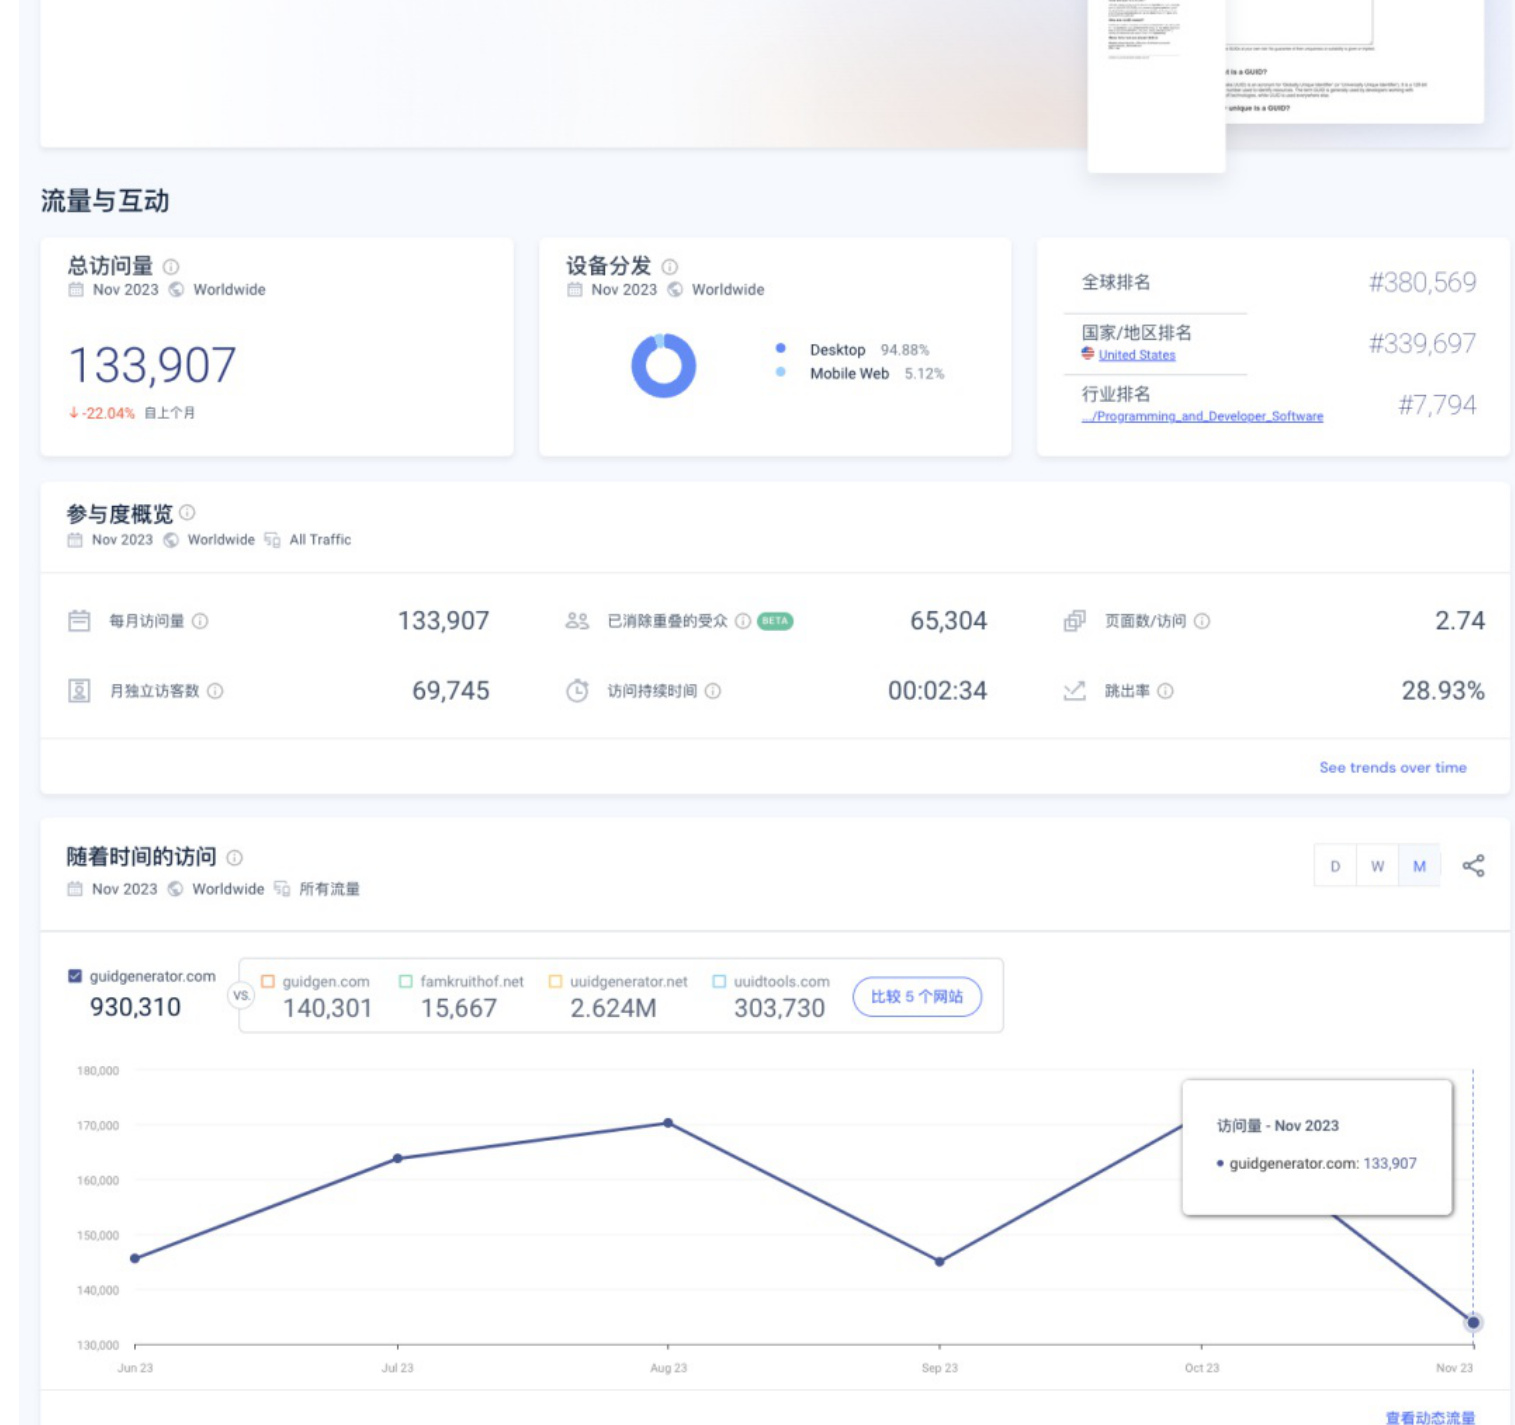 t is a GUID?
unique is a GUID?
流量与互动
总访问量
Nov 2023 Worldwide
133,907
↓ -22.04% 自上个月
设备分发
Nov 2023 Worldwide
Desktop 94.88%
Mobile Web 5.12%
全球排名 #380,569
国家/地区排名 #339,697
United States
行业排名 #7,794
.../Programming_and_Developer_Software
参与度概览
Nov 2023 Worldwide All Traffic
每月访问量 133,907 已消除重叠的受众 BETA 65,304 页面数/访问 2.74
月独立访客数 69,745 访问持续时间 00:02:34 跳出率 28.93%
See trends over time
随着时间的访问
D W M
Nov 2023 Worldwide 所有流量
guidgenerator.com
930,310
VS.
guidgen.com famkruithof.net uuidgenerator.net uuidtools.com
140,301 15,667 2.624M 303,730
比较 5 个网站
180,000
170,000
160,000
150,000
140,000
130,000
访问量 - Nov 2023
guidgenerator.com: 133,907
Jun 23 Jul 23 Aug 23 Sep 23 Oct 23 Nov 23
查看动态流量